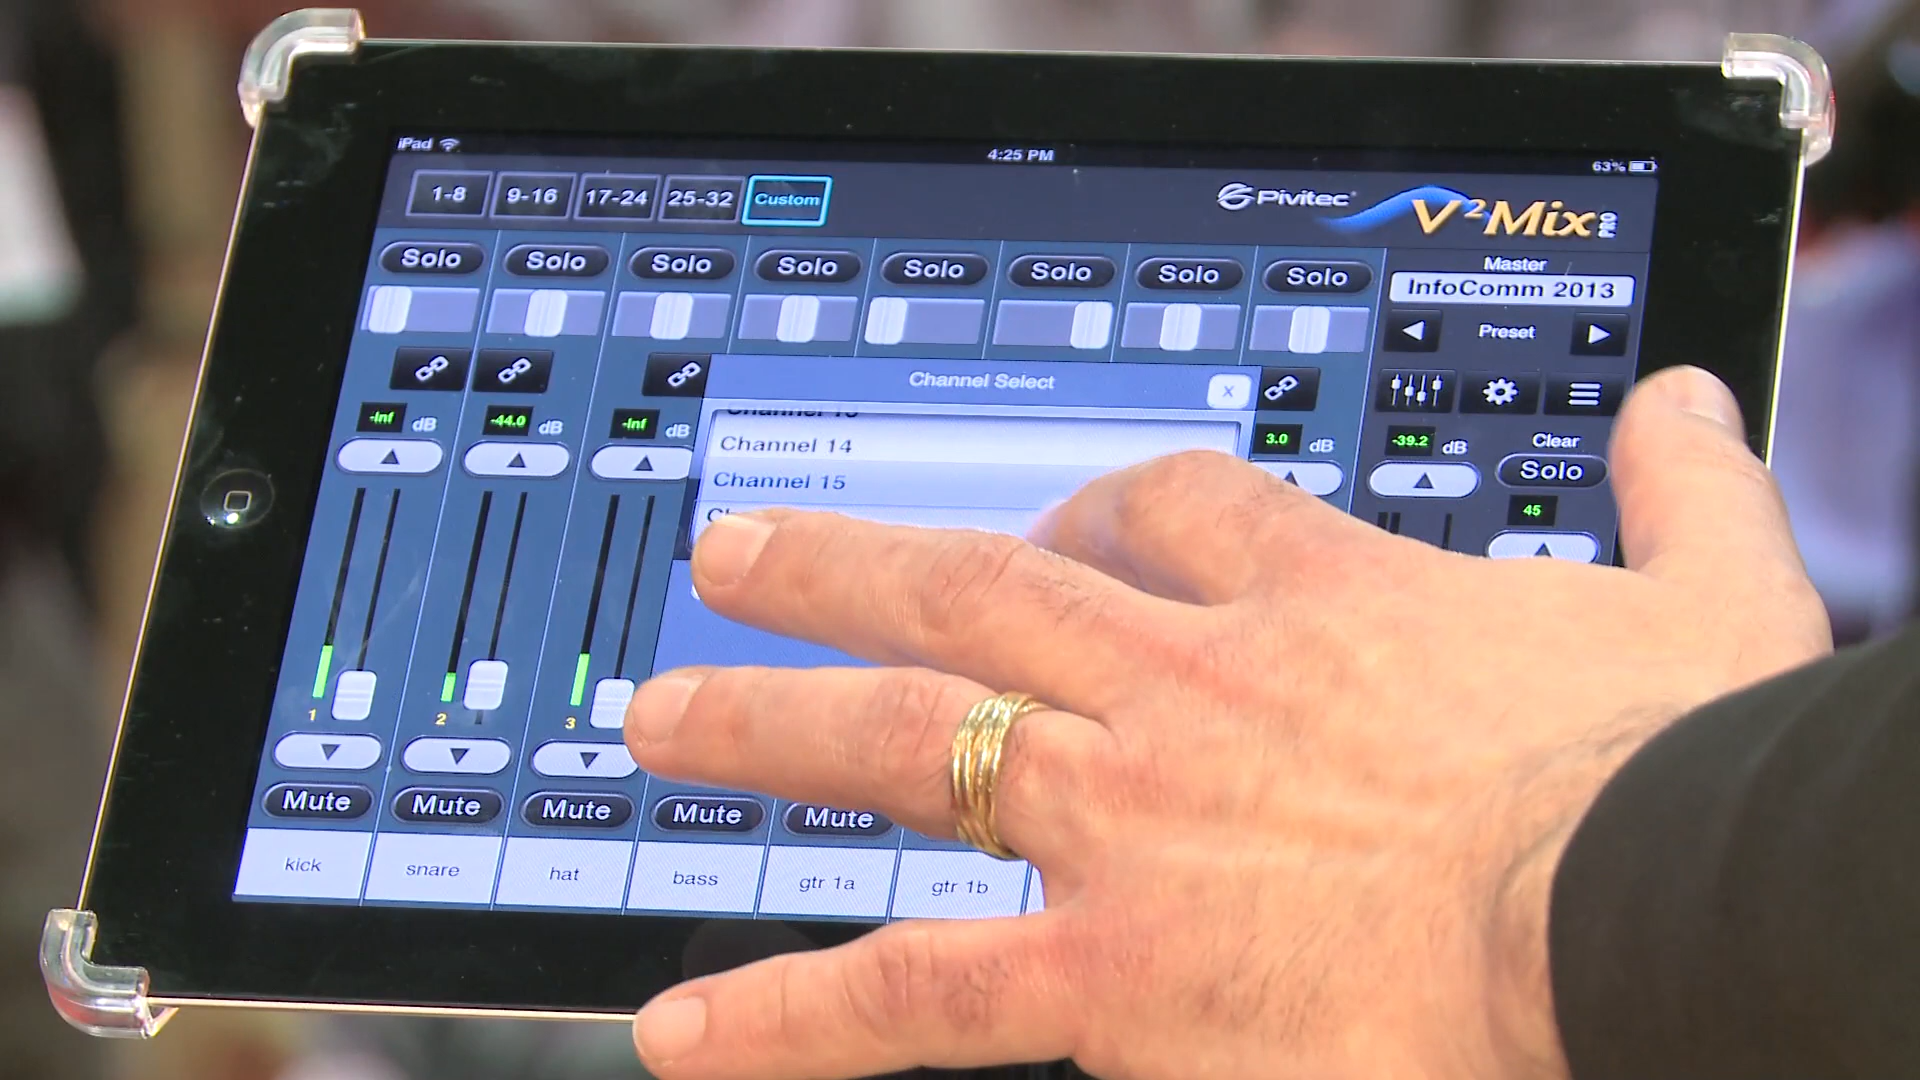 iPad 4:25 PM 63%
1-8 9-16 17-24 25-32 Custom
Pivitec V2Mix PRO
Solo Solo Solo Solo Solo Solo Solo Solo
Master
InfoComm 2013
Preset
Channel Select x
Channel 14
Channel 15
-Inf dB -44.0 dB -Inf dB 3.0 dB -39.2 dB
Clear
Solo
45
1 2 3
Mute Mute Mute Mute Mute
kick snare hat bass gtr 1a gtr 1b